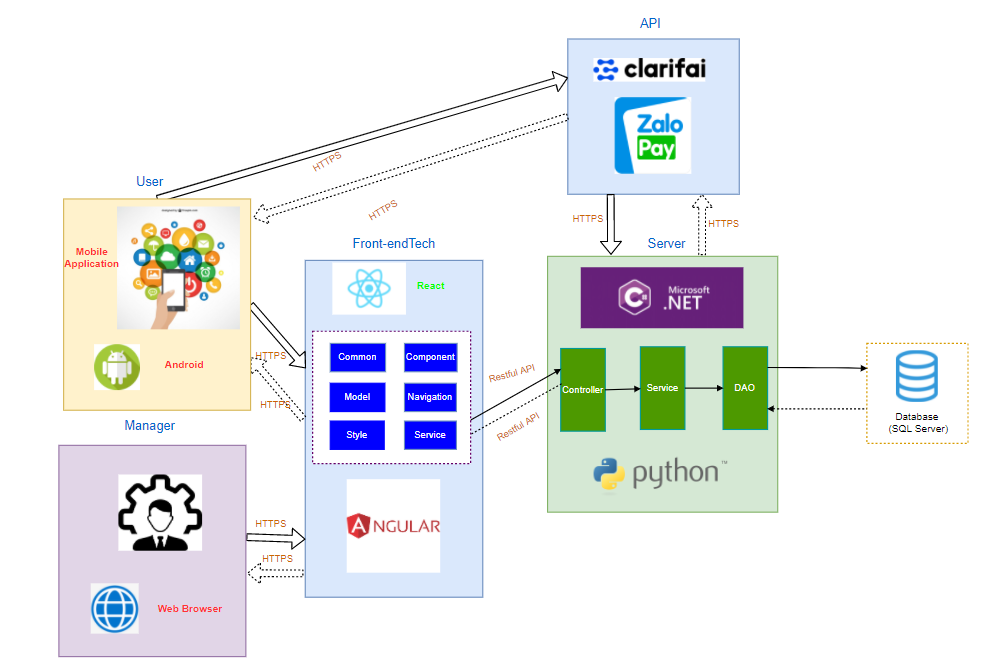 API
clarifai
Zalo
Pay
HTTPS
HTTPS
User
Mobile
Application
Android
HTTPS
HTTPS
Front-endTech
React
Common
Component
Model
Navigation
Style
Service
ANGULAR
Restful API
Restful API
HTTPS
HTTPS
Server
C#
Microsoft
.NET
Controller
Service
DAO
python™
Database
(SQL Server)
Manager
Web Browser
HTTPS
HTTPS